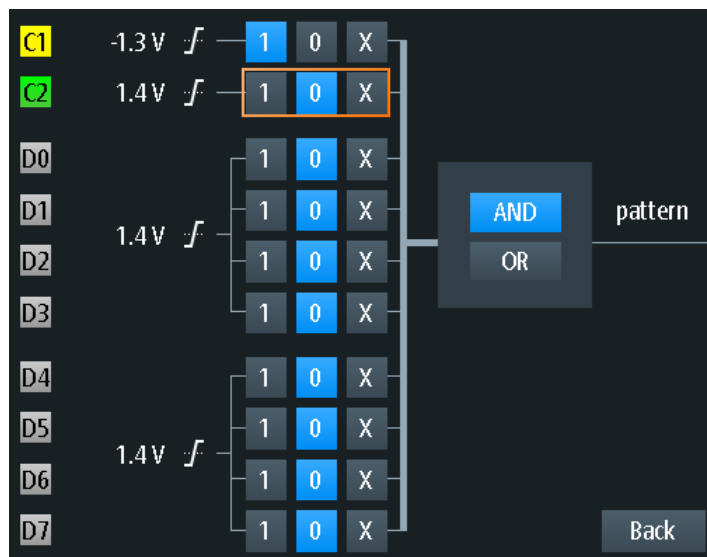 C1 -1.3 V 1 0 X
C2 1.4 V 1 0 X
D0 1 0 X
D1 1 0 X
1.4 V
D2 1 0 X
D3 1 0 X
AND
OR
pattern
D4 1 0 X
D5 1 0 X
1.4 V
D6 1 0 X
D7 1 0 X
Back